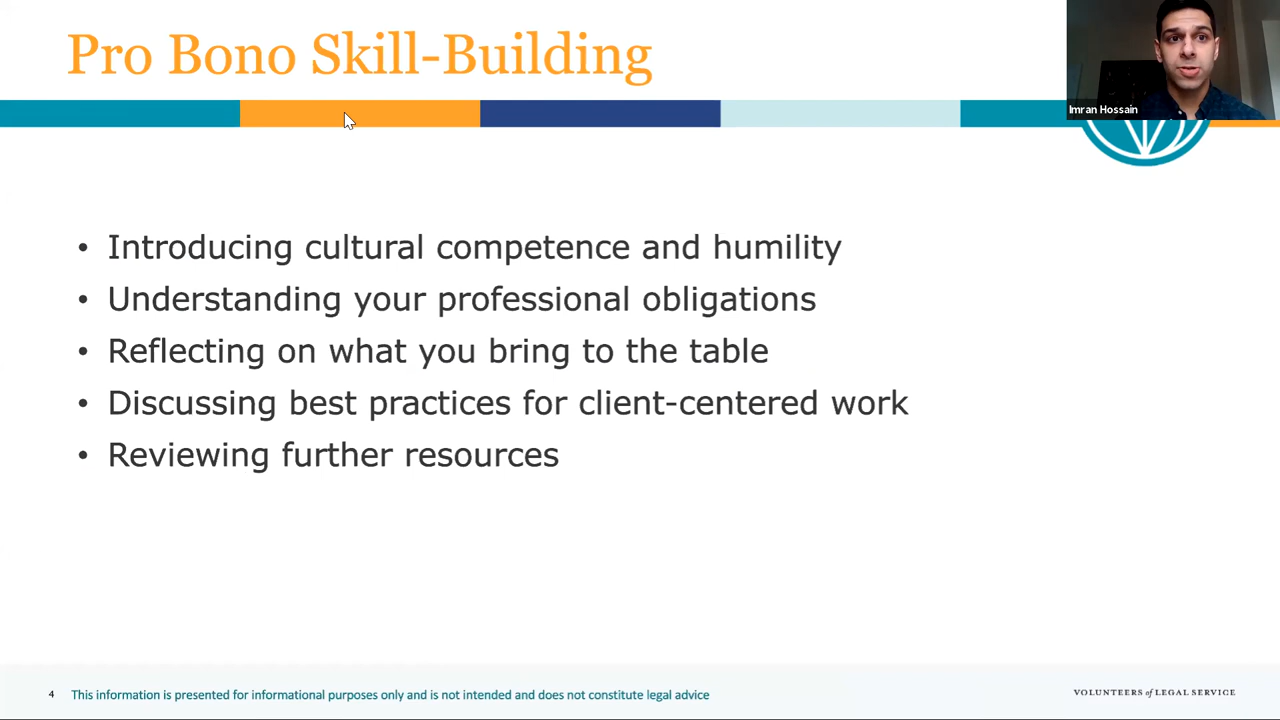 Pro Bono Skill-Building
Imran Hossain
• Introducing cultural competence and humility
• Understanding your professional obligations
• Reflecting on what you bring to the table
• Discussing best practices for client-centered work
• Reviewing further resources
4 This information is presented for informational purposes only and is not intended and does not constitute legal advice
VOLUNTEERS of LEGAL SERVICE